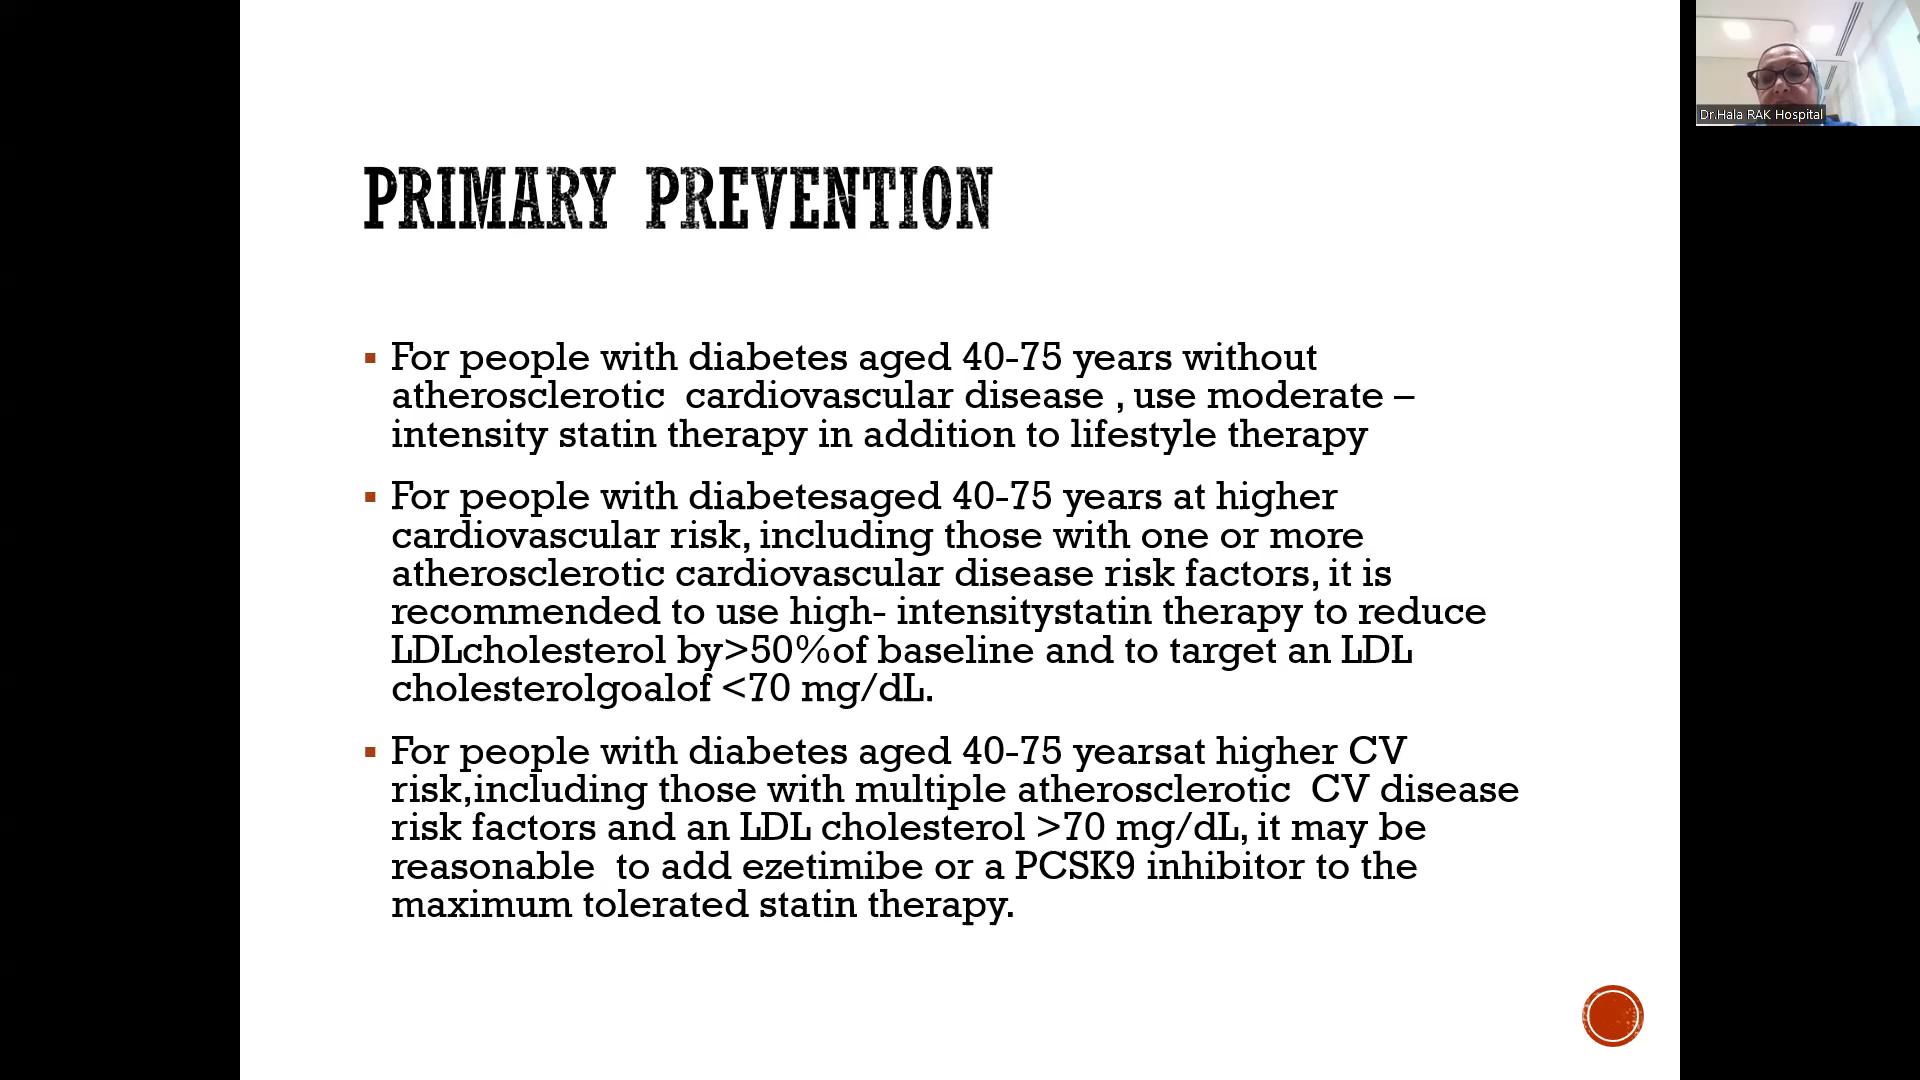 PRIMARY PREVENTION
For people with diabetes aged 40-75 years without
atherosclerotic cardiovascular disease , use moderate –
intensity statin therapy in addition to lifestyle therapy
For people with diabetesaged 40-75 years at higher
cardiovascular risk, including those with one or more
atherosclerotic cardiovascular disease risk factors, it is
recommended to use high- intensitystatin therapy to reduce
LDLcholesterol by>50%of baseline and to target an LDL
cholesterolgoalof <70 mg/dL.
For people with diabetes aged 40-75 yearsat higher CV
risk,including those with multiple atherosclerotic CV disease
risk factors and an LDL cholesterol >70 mg/dL, it may be
reasonable to add ezetimibe or a PCSK9 inhibitor to the
maximum tolerated statin therapy.
Dr.Hala RAK Hospital